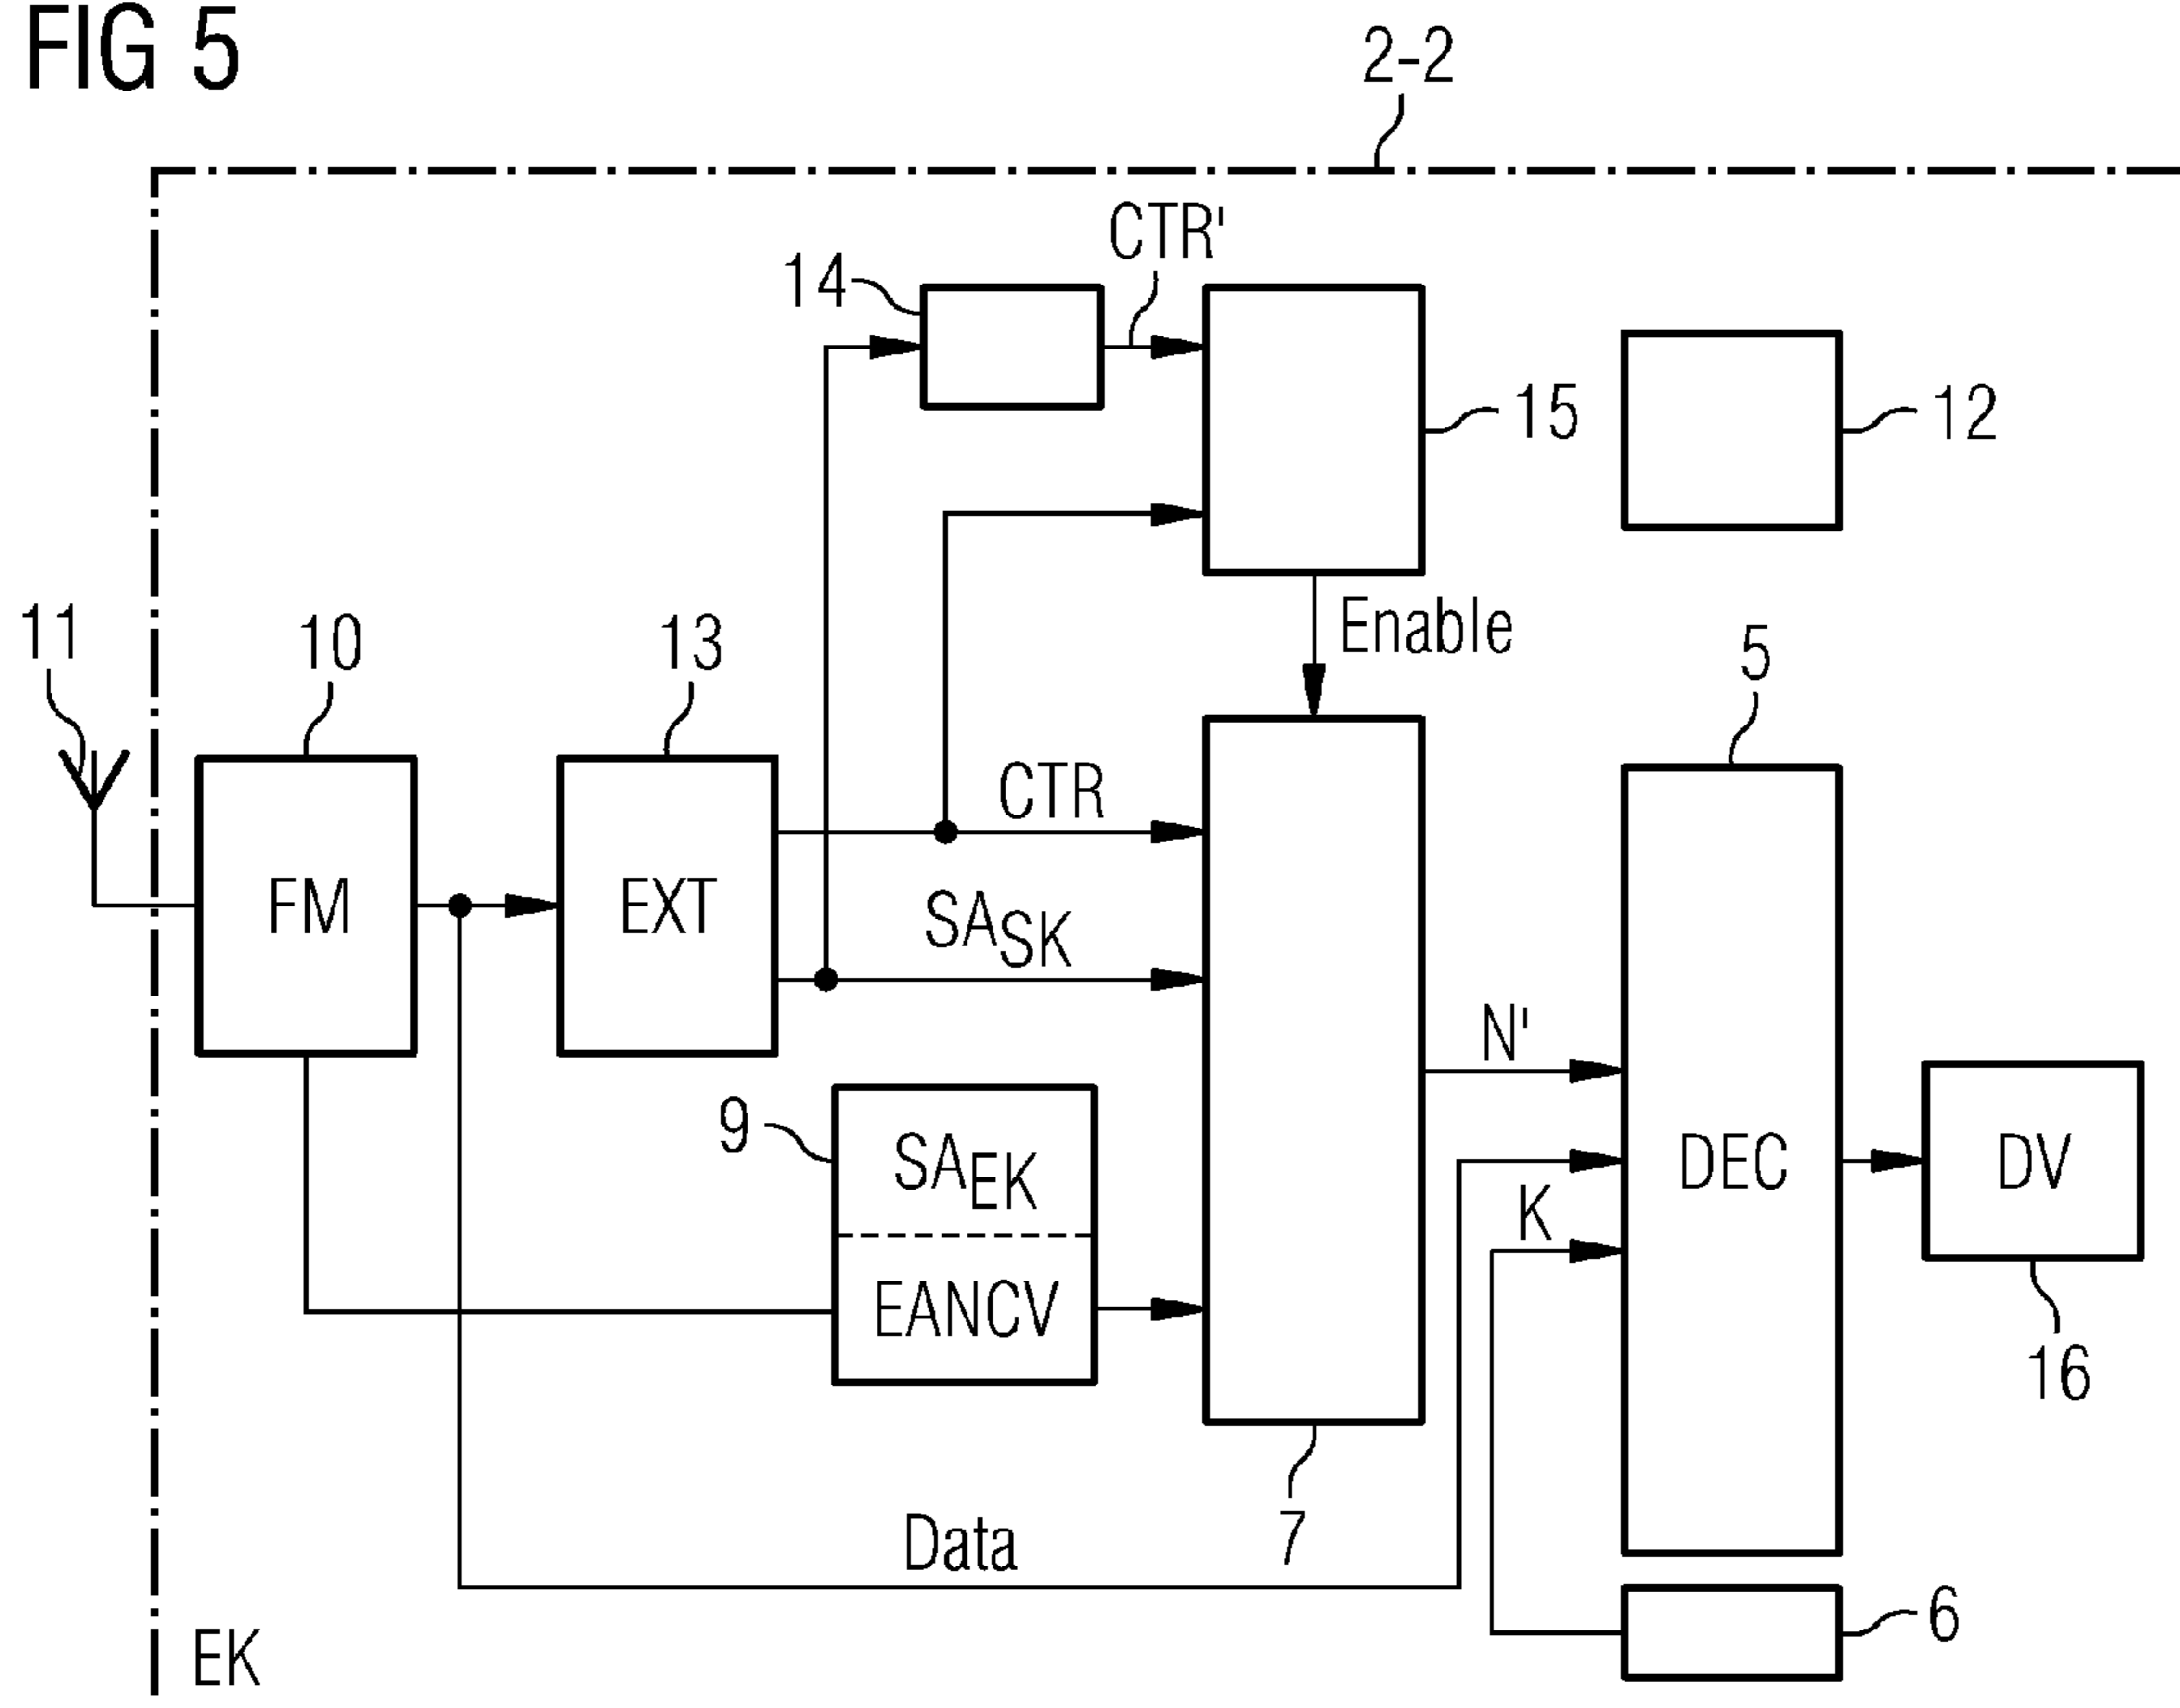 FIG 5
2-2
CTR'
14
15
12
Enable
11
10
13
5
CTR
FM
EXT
SASK
N'
9
SAEK
DEC
DV
K
EANCV
16
7
Data
6
EK